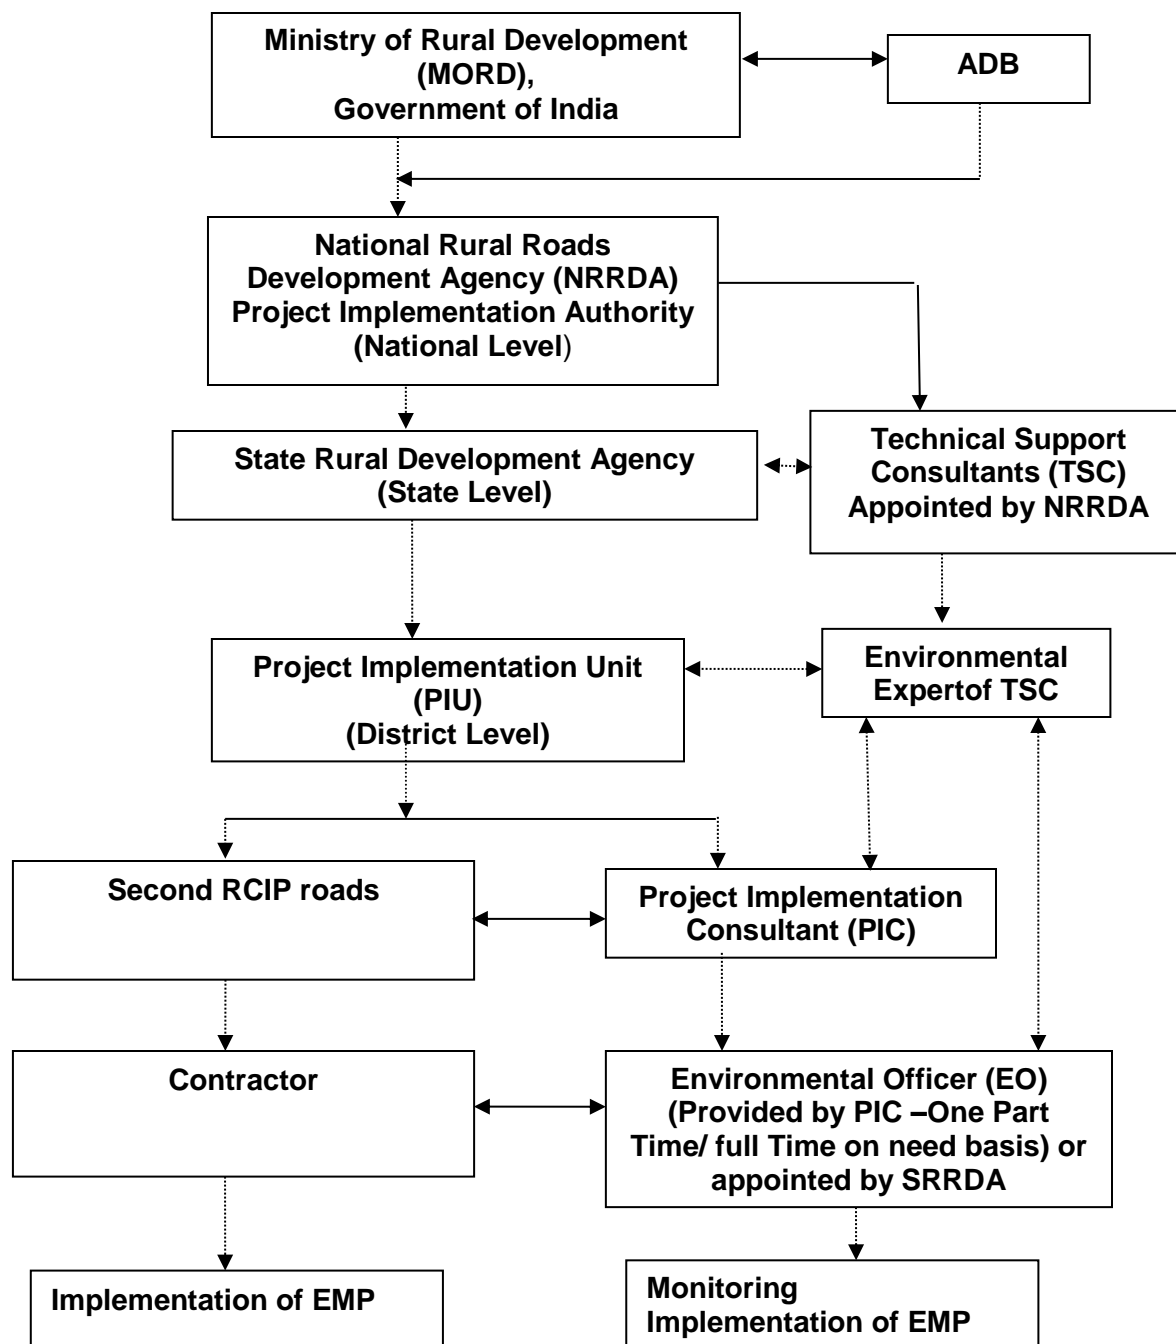 Ministry of Rural Development
(MORD),
Government of India
ADB
National Rural Roads
Development Agency (NRRDA)
Project Implementation Authority
(National Level)
State Rural Development Agency
(State Level)
Technical Support
Consultants (TSC)
Appointed by NRRDA
Project Implementation Unit
(PIU)
(District Level)
Environmental
Expertof TSC
Second RCIP roads
Project Implementation
Consultant (PIC)
Contractor
Environmental Officer (EO)
(Provided by PIC –One Part
Time/ full Time on need basis) or
appointed by SRRDA
Implementation of EMP
Monitoring
Implementation of EMP